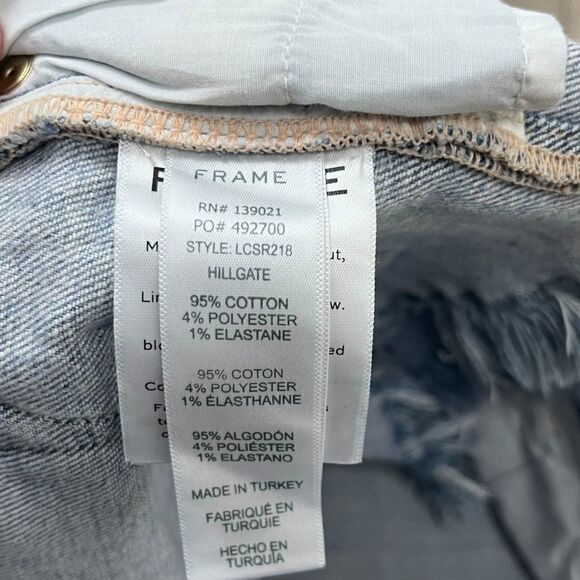 FRAME
RN# 139021
PO# 492700
STYLE: LCSR218
HILLGATE
95% COTTON
4% POLYESTER
1% ELASTANE
95% COTON
4% POLYESTER
1% ÉLASTHANNE
95% ALGODÓN
4% POLIÉSTER
1% ELASTANO
MADE IN TURKEY
FABRIQUÉ EN
TURQUIE
HECHO EN
TURQUÍA